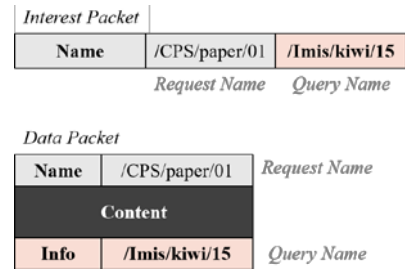 Interest Packet
Name /CPS/paper/01 /Imis/kiwi/15
Request Name Query Name
Data Packet
Name /CPS/paper/01 Request Name
Content
Info /Imis/kiwi/15 Query Name